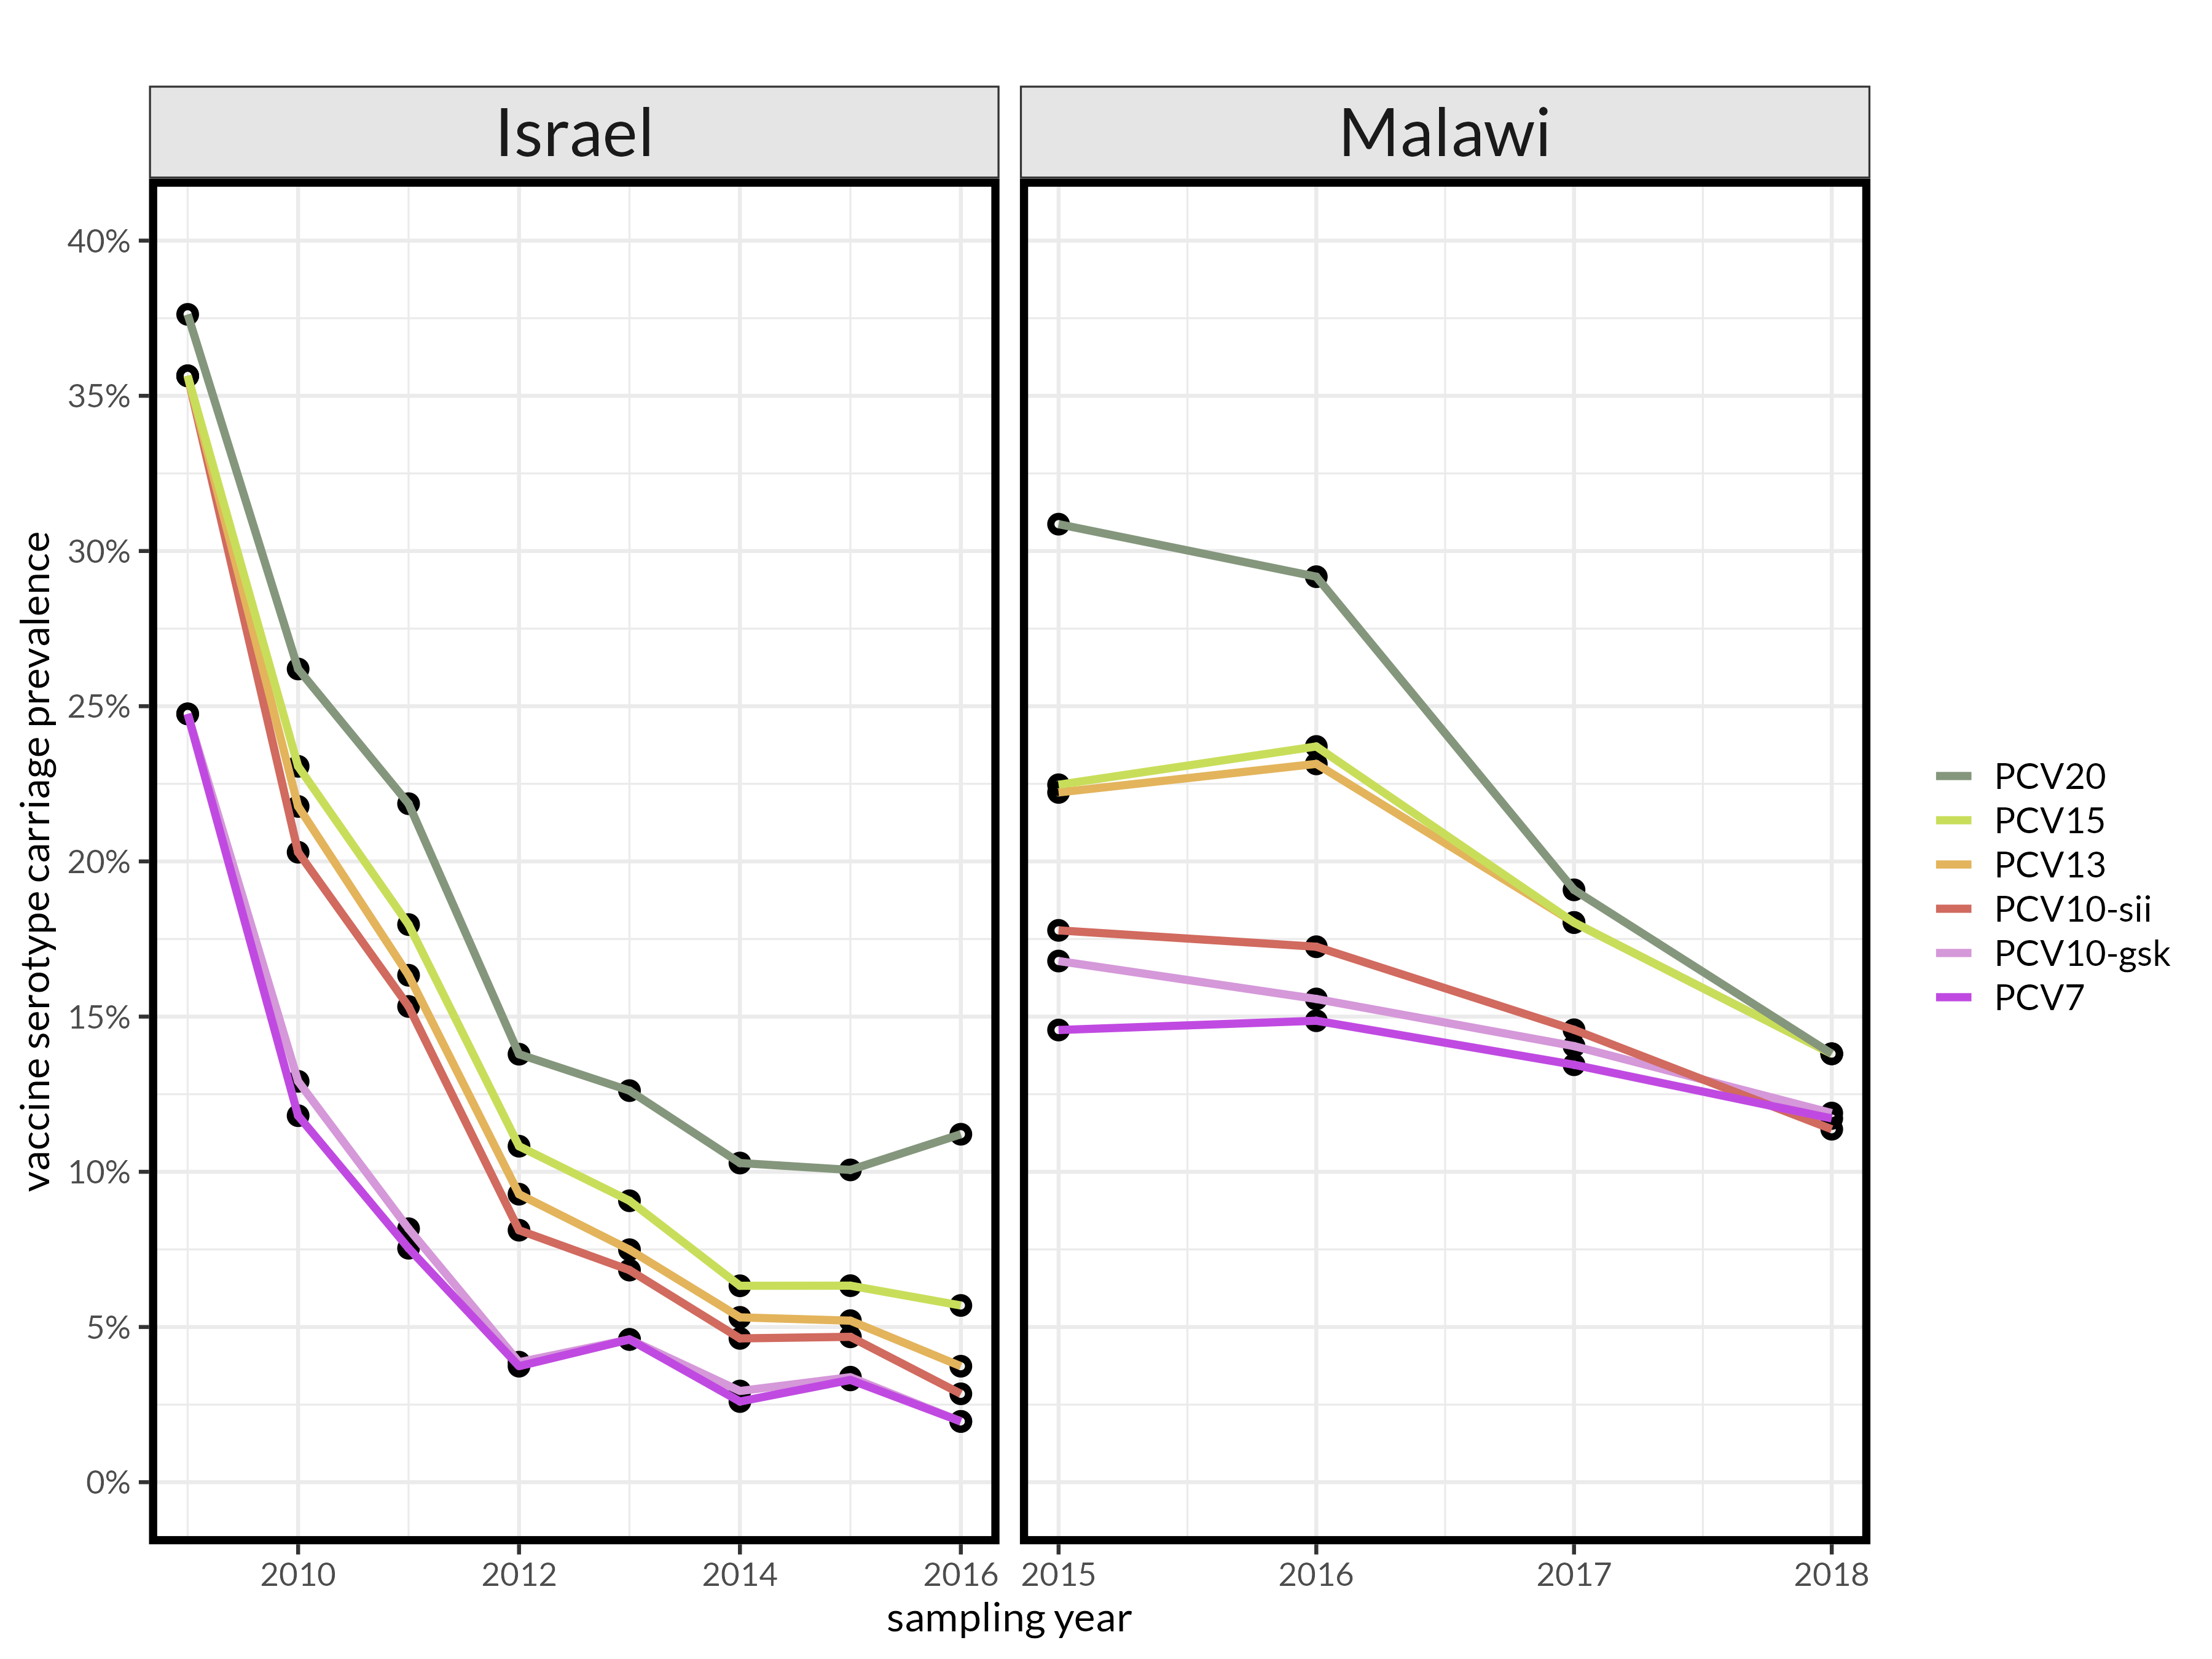 Israel
Malawi
vaccine serotype carriage prevalence
40%
35%
30%
25%
20%
15%
10%
5%
0%
2010
2012
2014
2016
2015
2016
2017
2018
sampling year
PCV20
PCV15
PCV13
PCV10-sii
PCV10-gsk
PCV7